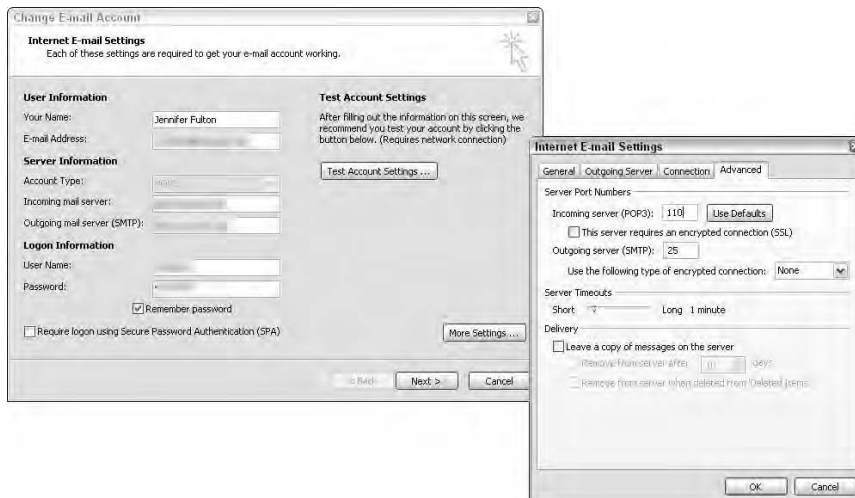 Change E-mail Account
Internet E-mail Settings
Each of these settings are required to get your e-mail account working.
User Information
Your Name:
Jennifer Fulton
E-mail Address:
Server Information
Account Type:
Incoming mail server:
Outgoing mail server (SMTP):
Logon Information
User Name:
Password:
Remember password
Require logon using Secure Password Authentication (SPA)
Test Account Settings
After filling out the information on this screen, we
recommend you test your account by clicking the
button below. (Requires network connection)
Test Account Settings ...
More Settings ...
< Back
Next >
Cancel
Internet E-mail Settings
General
Outgoing Server
Connection
Advanced
Server Port Numbers
Incoming server (POP3):
110
Use Defaults
This server requires an encrypted connection (SSL)
Outgoing server (SMTP):
25
Use the following type of encrypted connection:
None
Server Timeouts
Short
Long
1 minute
Delivery
Leave a copy of messages on the server
Remove from server after
10
days
Remove from server when deleted from 'Deleted Items'
OK
Cancel